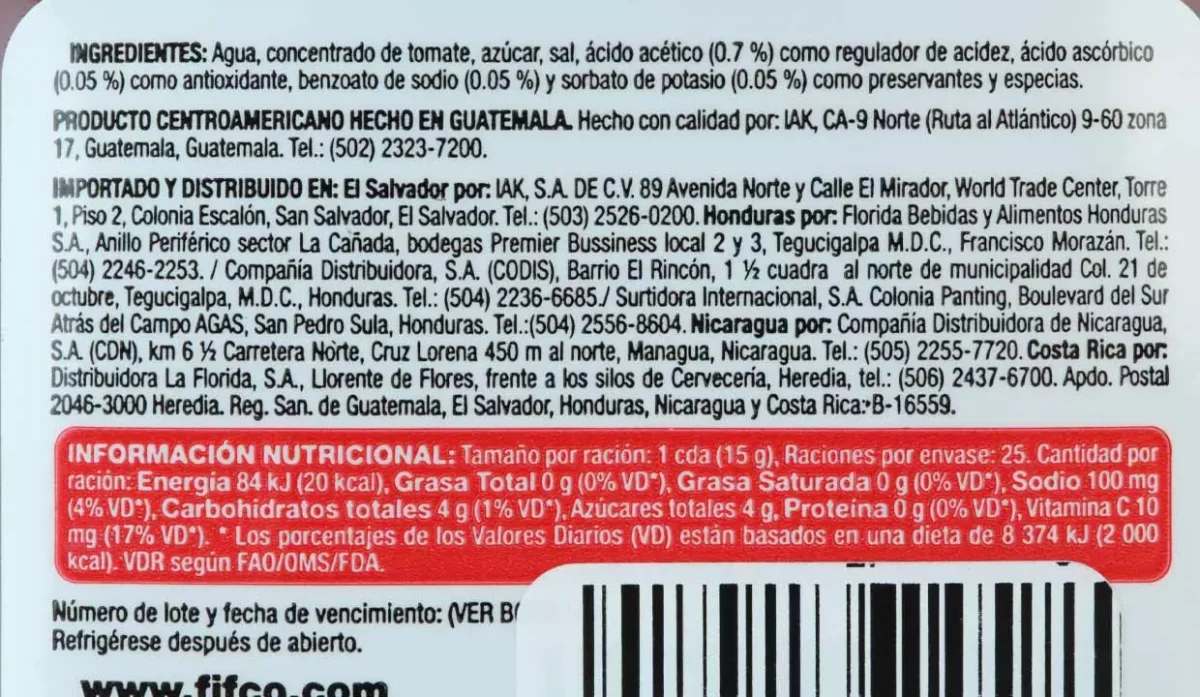 INGREDIENTES: Agua, concentrado de tomate, azúcar, sal, ácido acético (0.7 %) como regulador de acidez, ácido ascórbico
(0.05 %) como antioxidante, benzoato de sodio (0.05 %) y sorbato de potasio (0.05 %) como preservantes y especias.
PRODUCTO CENTROAMERICANO HECHO EN GUATEMALA. Hecho con calidad por: IAK, CA-9 Norte (Ruta al Atlántico) 9-60 zona
17, Guatemala, Guatemala. Tel.: (502) 2323-7200.
IMPORTADO Y DISTRIBUIDO EN: El Salvador por: IAK, S.A. DE C.V. 89 Avenida Norte y Calle El Mirador, World Trade Center, Torre
1, Piso 2, Colonia Escalón, San Salvador, El Salvador. Tel.: (503) 2526-0200. Honduras por: Florida Bebidas y Alimentos Honduras
S.A., Anillo Periférico sector La Cañada, bodegas Premier Bussiness local 2 y 3, Tegucigalpa M.D.C., Francisco Morazán. Tel.:
(504) 2246-2253. / Compañía Distribuidora, S.A. (CODIS), Barrio El Rincón, 1 ½ cuadra al norte de municipalidad Col. 21 de
octubre, Tegucigalpa, M.D.C., Honduras. Tel.: (504) 2236-6685./ Surtidora Internacional, S.A. Colonia Panting, Boulevard del Sur
Atrás del Campo AGAS, San Pedro Sula, Honduras. Tel.:(504) 2556-8604. Nicaragua por: Compañía Distribuidora de Nicaragua,
S.A. (CDN), km 6 ½ Carretera Norte, Cruz Lorena 450 m al norte, Managua, Nicaragua. Tel.: (505) 2255-7720. Costa Rica por:
Distribuidora La Florida, S.A., Llorente de Flores, frente a los silos de Cervecería, Heredia, tel.: (506) 2437-6700. Apdo. Postal
2046-3000 Heredia. Reg. San. de Guatemala, El Salvador, Honduras, Nicaragua y Costa Rica: B-16559.
INFORMACIÓN NUTRICIONAL: Tamaño por ración: 1 cda (15 g), Raciones por envase: 25. Cantidad por
ración: Energía 84 kJ (20 kcal), Grasa Total 0 g (0% VD*), Grasa Saturada 0 g (0% VD*), Sodio 100 mg
(4% VD*), Carbohidratos totales 4 g (1% VD*), Azúcares totales 4 g, Proteína 0 g (0% VD*), Vitamina C 10
mg (17% VD*). * Los porcentajes de los Valores Diarios (VD) están basados en una dieta de 8 374 kJ (2 000
kcal). VDR según FAO/OMS/FDA.
Número de lote y fecha de vencimiento: (VER
Refrigérese después de abierto.
www.fifco.com